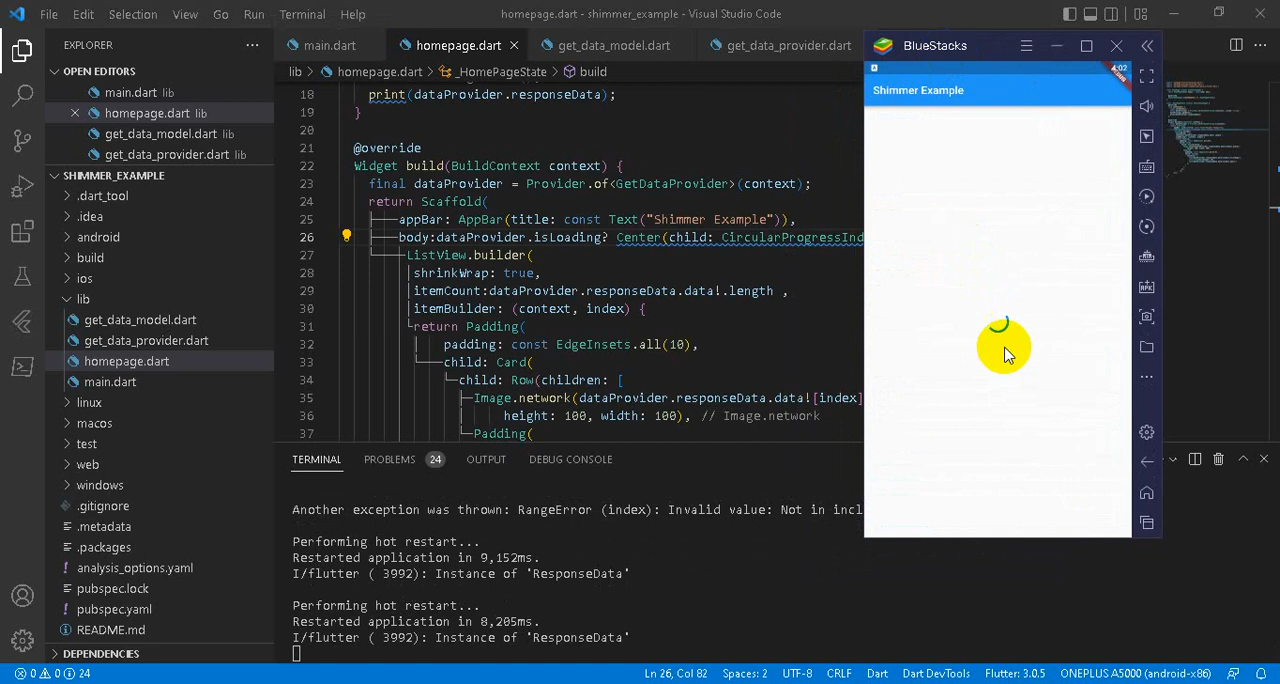 File Edit Selection View Go Run Terminal Help homepage.dart - shimmer_example - Visual Studio Code
EXPLORER
OPEN EDITORS
main.dart lib
homepage.dart lib
get_data_model.dart lib
get_data_provider.dart lib
SHIMMER_EXAMPLE
.dart_tool
.idea
android
build
ios
lib
get_data_model.dart
get_data_provider.dart
homepage.dart
main.dart
linux
macos
test
web
windows
.gitignore
.metadata
.packages
analysis_options.yaml
pubspec.lock
pubspec.yaml
README.md
DEPENDENCIES
main.dart homepage.dart get_data_model.dart get_data_provider.dart
lib homepage.dart _HomePageState build
18 print(dataProvider.responseData);
19 }
20
21 @override
22 Widget build(BuildContext context) {
23 final dataProvider = Provider.of<GetDataProvider>(context);
24 return Scaffold(
25 appBar: AppBar(title: const Text("Shimmer Example")),
26 body:dataProvider.isLoading? Center(child: CircularProgressInd
27 ListView.builder(
28 shrinkWrap: true,
29 itemCount:dataProvider.responseData.data!.length ,
30 itemBuilder: (context, index) {
31 return Padding(
32 padding: const EdgeInsets.all(10),
33 child: Card(
34 child: Row(children: [
35 Image.network(dataProvider.responseData.data![index]
36 height: 100, width: 100), // Image.network
37 Padding(
TERMINAL PROBLEMS 24 OUTPUT DEBUG CONSOLE
Another exception was thrown: RangeError (index): Invalid value: Not in incl
Performing hot restart...
Restarted application in 9,152ms.
I/flutter ( 3992): Instance of 'ResponseData'
Performing hot restart...
Restarted application in 8,205ms.
I/flutter ( 3992): Instance of 'ResponseData'
BlueStacks
Shimmer Example
0 0 24 Ln 26, Col 82 Spaces: 2 UTF-8 CRLF Dart Dart DevTools Flutter: 3.0.5 ONEPLUS A5000 (android-x86)